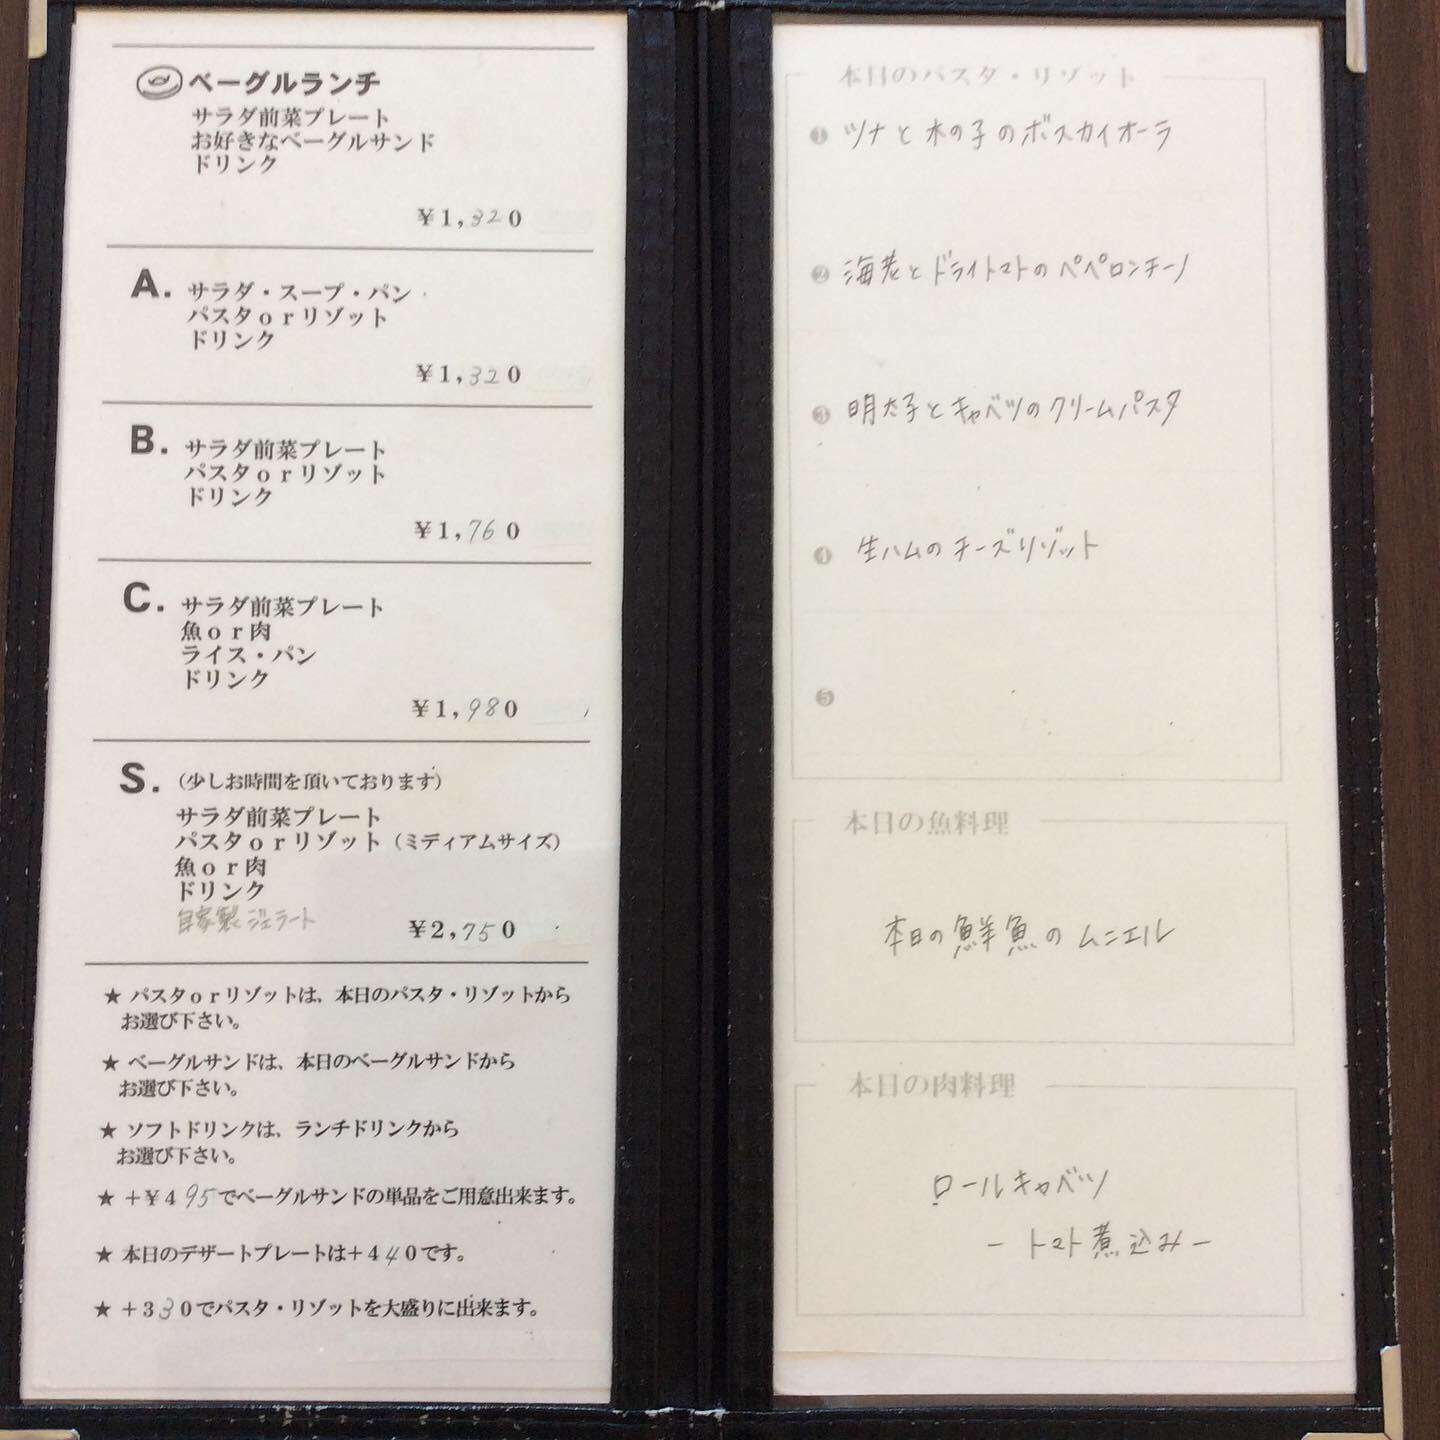 ベーグルランチ
サラダ前菜プレート
お好きなベーグルサンド
ドリンク
¥1,320
A. サラダ・スープ・パン
パスタorリゾット
ドリンク
¥1,320
B. サラダ前菜プレート
パスタorリゾット
ドリンク
¥1,760
C. サラダ前菜プレート
魚or肉
ライス・パン
ドリンク
¥1,980
S. (少しお時間を頂いております)
サラダ前菜プレート
パスタorリゾット(ミディアムサイズ)
魚or肉
ドリンク
自家製ジェラート
¥2,750
★ パスタorリゾットは、本日のパスタ・リゾットから
お選び下さい。
★ ベーグルサンドは、本日のベーグルサンドから
お選び下さい。
★ ソフトドリンクは、ランチドリンクから
お選び下さい。
★ +¥495でベーグルサンドの単品をご用意出来ます。
★ 本日のデザートプレートは+440です。
★ +330でパスタ・リゾットを大盛りに出来ます。
本日のパスタ・リゾット
❶ ツナと木の子のボスカイオーラ
❷ 海老とドライトマトのペペロンチーノ
❸ 明太子とキャベツのクリームパスタ
❹ 生ハムのチーズリゾット
❺
本日の魚料理
本日の鮮魚のムニエル
本日の肉料理
ロールキャベツ
-トマト煮込み-